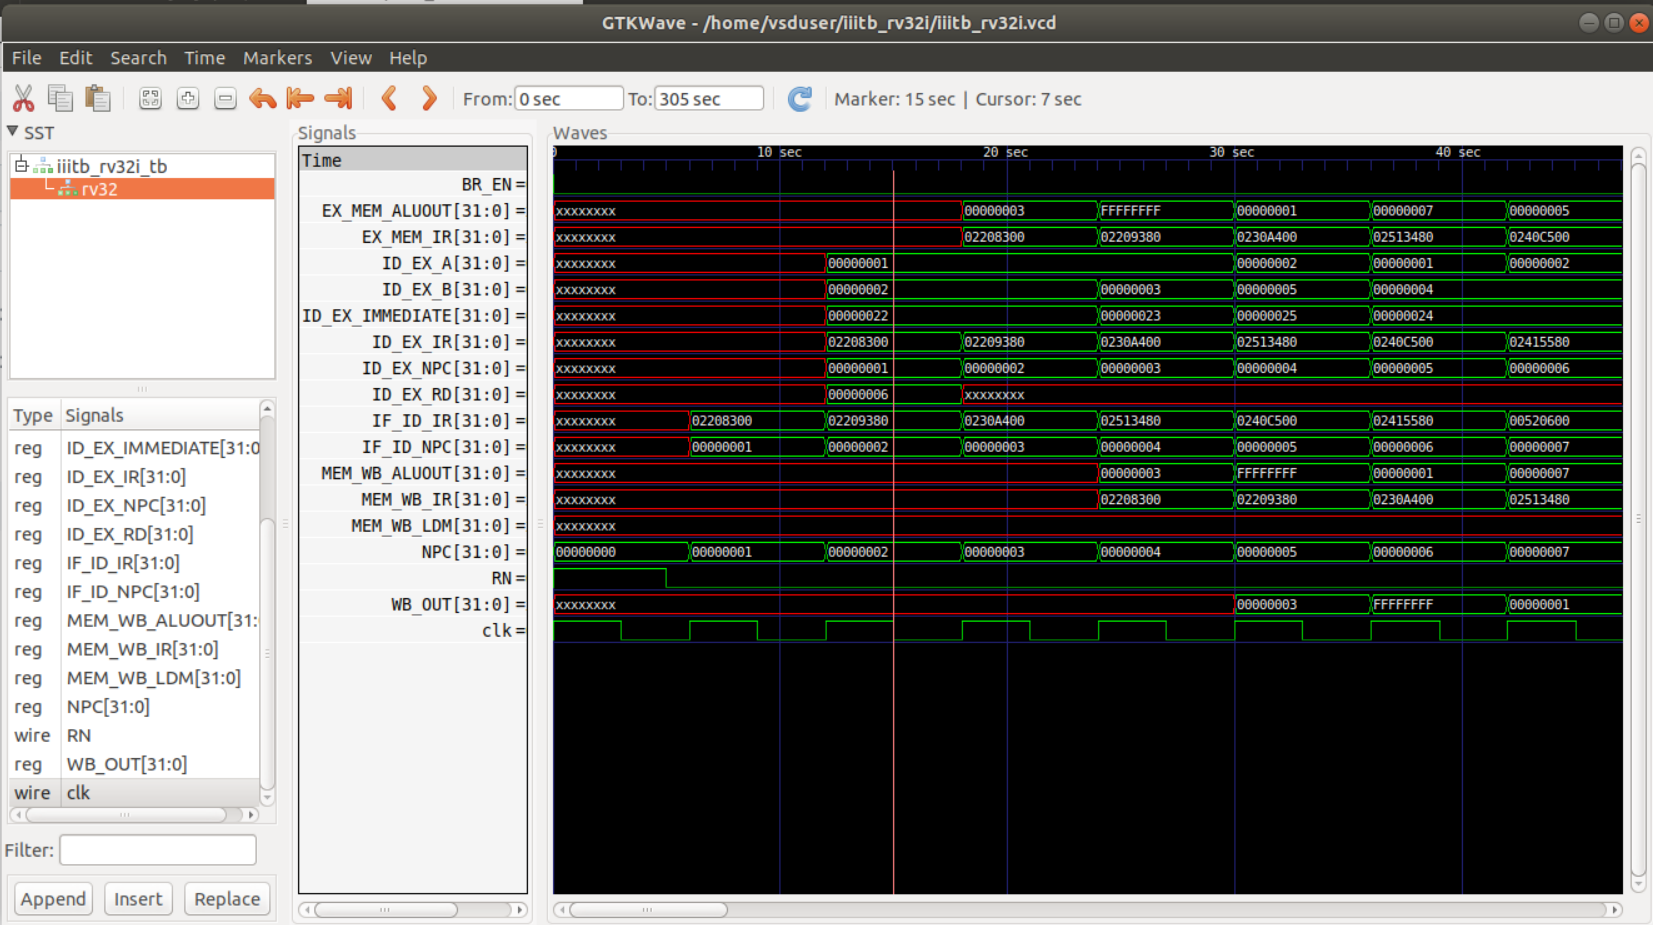 GTKWave - /home/vsduser/iiitb_rv32i/iiitb_rv32i.vcd
File Edit Search Time Markers View Help
From: 0 sec To: 305 sec Marker: 15 sec | Cursor: 7 sec
SST
iiitb_rv32i_tb
rv32
Type Signals
reg ID_EX_IMMEDIATE[31:0
reg ID_EX_IR[31:0]
reg ID_EX_NPC[31:0]
reg ID_EX_RD[31:0]
reg IF_ID_IR[31:0]
reg IF_ID_NPC[31:0]
reg MEM_WB_ALUOUT[31:
reg MEM_WB_IR[31:0]
reg MEM_WB_LDM[31:0]
reg NPC[31:0]
wire RN
reg WB_OUT[31:0]
wire clk
Filter:
Append Insert Replace
Signals
Time
BR_EN =
EX_MEM_ALUOUT[31:0] =
EX_MEM_IR[31:0] =
ID_EX_A[31:0] =
ID_EX_B[31:0] =
ID_EX_IMMEDIATE[31:0] =
ID_EX_IR[31:0] =
ID_EX_NPC[31:0] =
ID_EX_RD[31:0] =
IF_ID_IR[31:0] =
IF_ID_NPC[31:0] =
MEM_WB_ALUOUT[31:0] =
MEM_WB_IR[31:0] =
MEM_WB_LDM[31:0] =
NPC[31:0] =
RN =
WB_OUT[31:0] =
clk =
Waves
0 10 sec 20 sec 30 sec 40 sec
xxxxxxxx 00000003 FFFFFFFF 00000001 00000007 00000005
xxxxxxxx 02208300 02209380 0230A400 02513480 0240C500
xxxxxxxx 00000001 00000002 00000001 00000002
xxxxxxxx 00000002 00000003 00000005 00000004
xxxxxxxx 00000022 00000023 00000025 00000024
xxxxxxxx 02208300 02209380 0230A400 02513480 0240C500 02415580
xxxxxxxx 00000001 00000002 00000003 00000004 00000005 00000006
xxxxxxxx 00000006 xxxxxxxx
xxxxxxxx 02208300 02209380 0230A400 02513480 0240C500 02415580 00520600
xxxxxxxx 00000001 00000002 00000003 00000004 00000005 00000006 00000007
xxxxxxxx 00000003 FFFFFFFF 00000001 00000007
xxxxxxxx 02208300 02209380 0230A400 02513480
xxxxxxxx
00000000 00000001 00000002 00000003 00000004 00000005 00000006 00000007
xxxxxxxx 00000003 FFFFFFFF 00000001